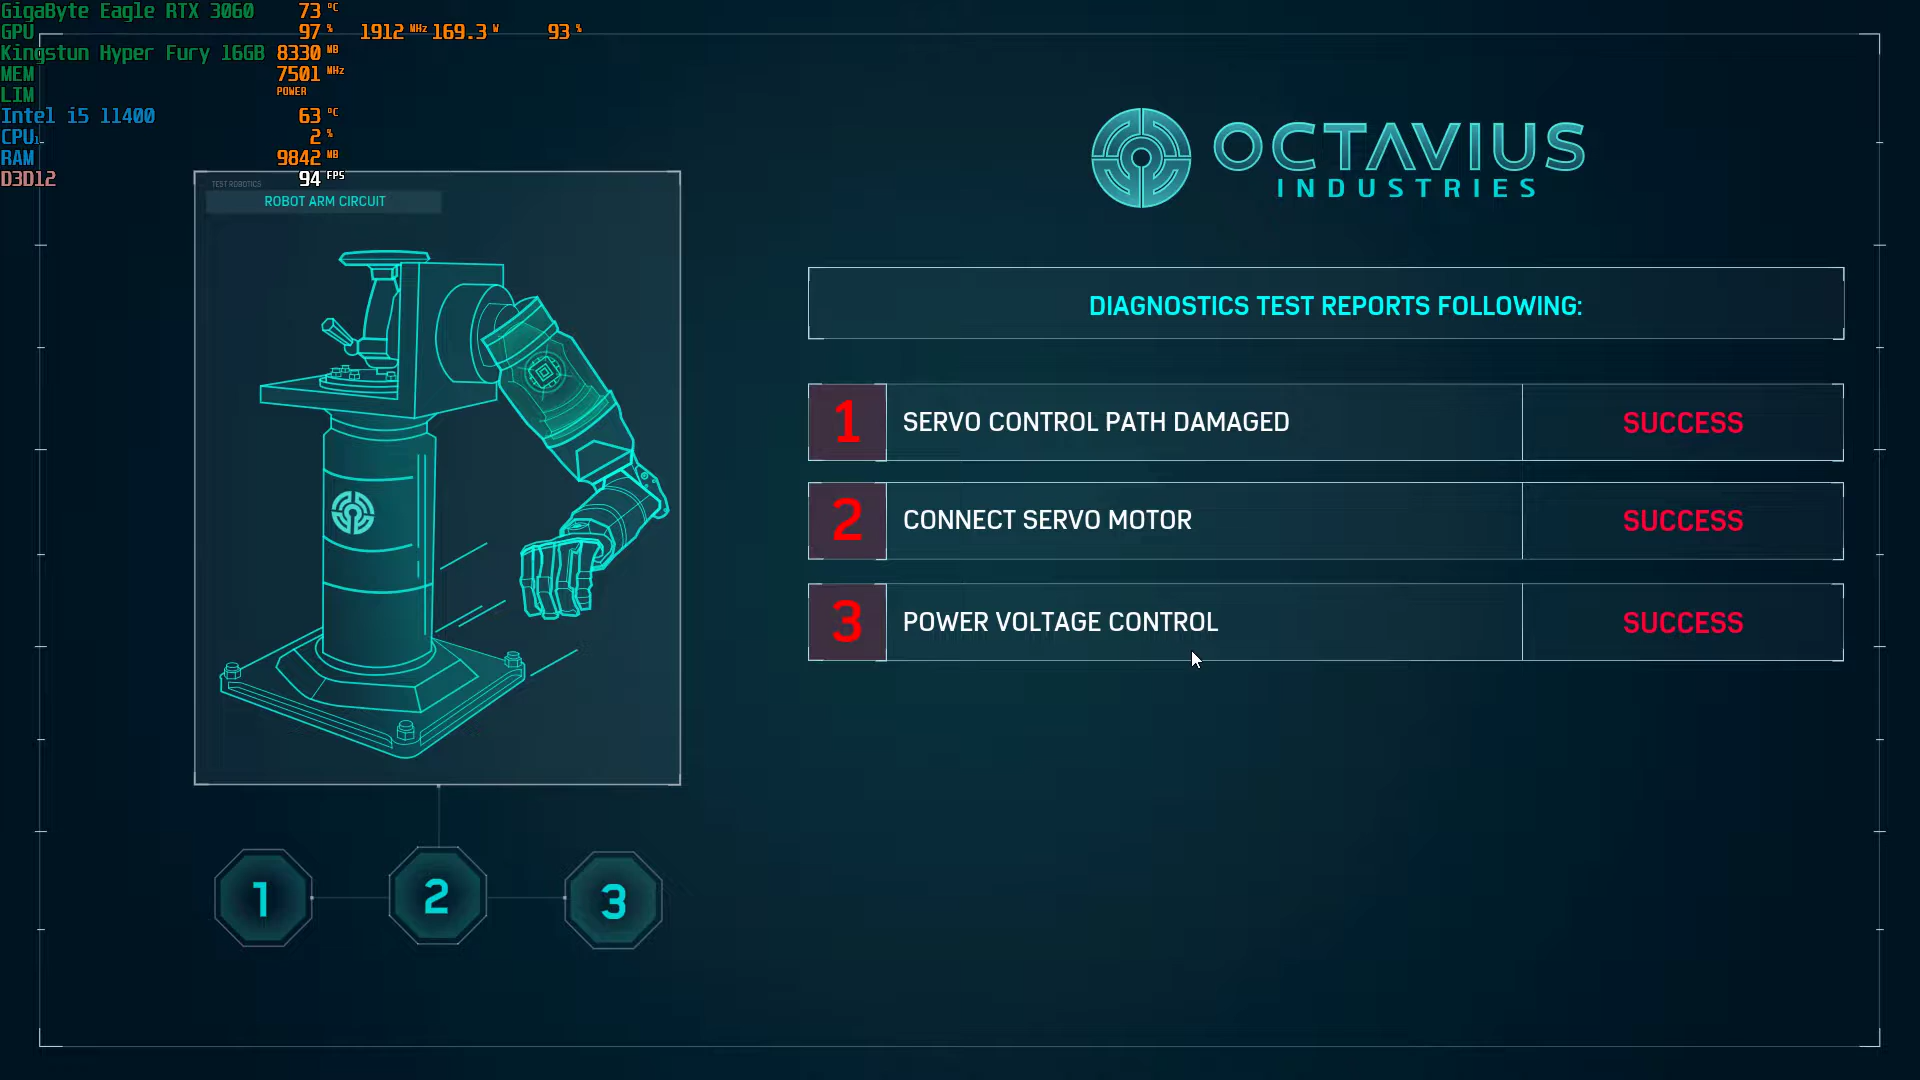 GigaByte Eagle RTX 3060 73 °C
GPU 97 % 1912 MHz 169.3 W 93 %
Kingstun Hyper Fury 16GB 8330 MB
MEM 7501 MHz
LIM POWER
Intel i5 11400 63 °C
CPU1 2 %
RAM 9842 MB
D3D12 94 FPS
TEST ROBOTICS
ROBOT ARM CIRCUIT
OCTAVIUS
INDUSTRIES
DIAGNOSTICS TEST REPORTS FOLLOWING:
1 SERVO CONTROL PATH DAMAGED SUCCESS
2 CONNECT SERVO MOTOR SUCCESS
3 POWER VOLTAGE CONTROL SUCCESS
1 2 3